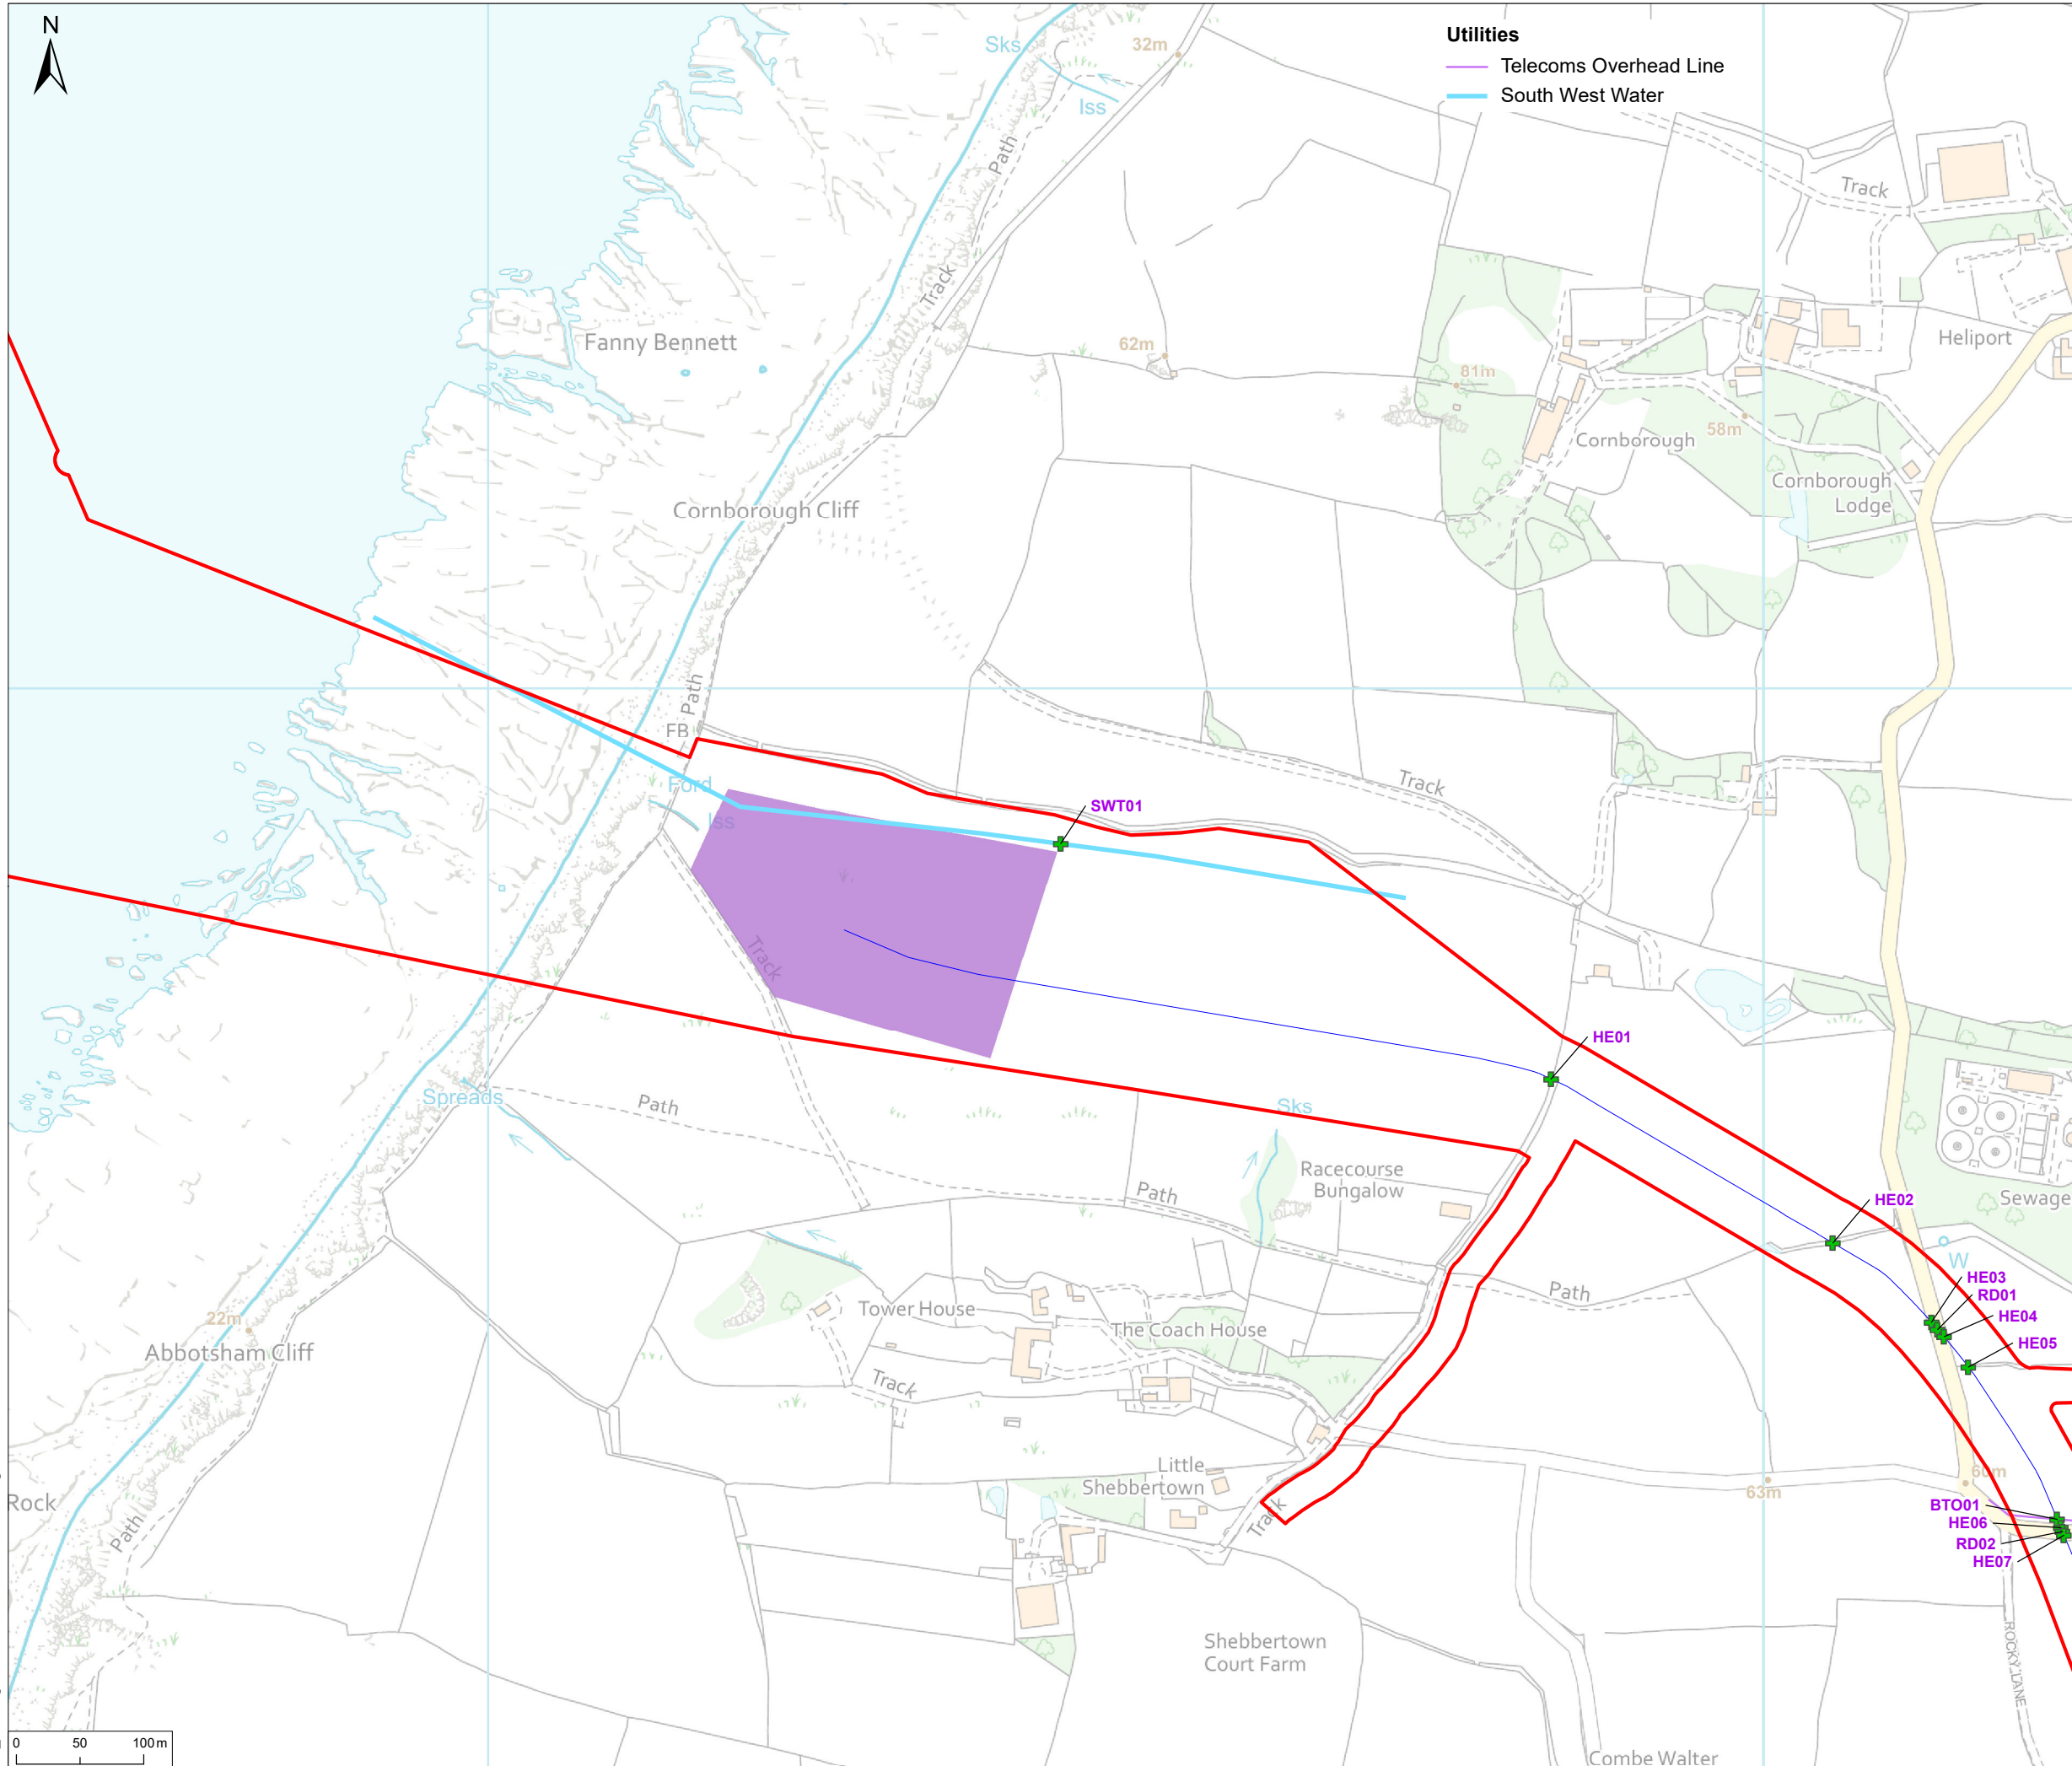 N
Utilities
Telecoms Overhead Line
South West Water
Sks
32m
Iss
Path
Track
Track
Fanny Bennett
62m
81m
Heliport
Cornborough
58m
Cornborough
Lodge
Cornborough Cliff
Path
FB
Ford
Iss
Track
SWT01
Track
HE01
Spreads
Path
Sks
Racecourse
Bungalow
Path
Sewage
HE02
W
Path
HE03
RD01
HE04
HE05
Tower House
The Coach House
22m
Abbotsham Cliff
Track
Little
Shebbertown
63m
60m
Rock
Path
Track
BTO01
HE06
RD02
HE07
Shebbertown
Court Farm
ROCKY LANE
Combe Walter
0 50 100m